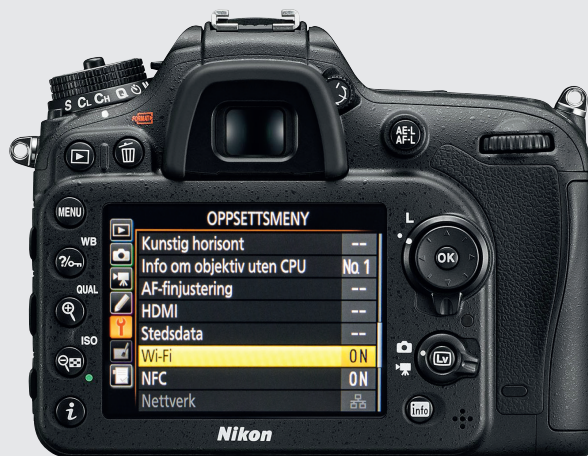 S CL CH Q
FORMAT
AE-L
AF-L
MENU
WB
?/
QUAL
ISO
i
OPPSETTSMENY
Kunstig horisont --
Info om objektiv uten CPU No. 1
AF-finjustering --
HDMI --
Stedsdata --
Wi-Fi ON
NFC ON
Nettverk
L
OK
Lv
info
Nikon